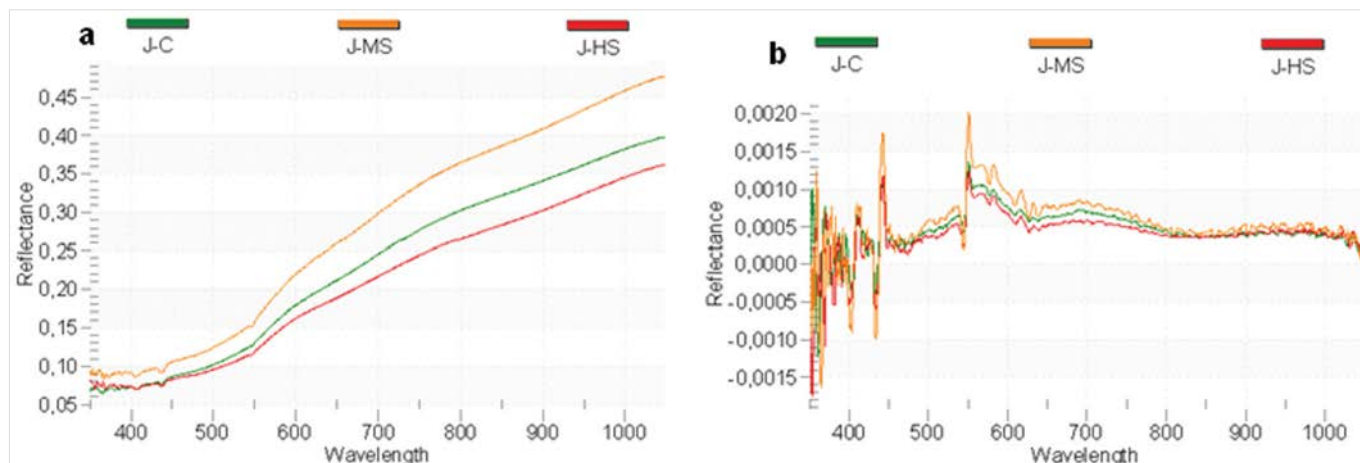 a
J-C J-MS J-HS
Reflectance
0,45
0,40
0,35
0,30
0,25
0,20
0,15
0,10
0,05
400 500 600 700 800 900 1000
Wavelength
b
J-C J-MS J-HS
Reflectance
0,0020
0,0015
0,0010
0,0005
0,0000
-0,0005
-0,0010
-0,0015
400 500 600 700 800 900 1000
Wavelength